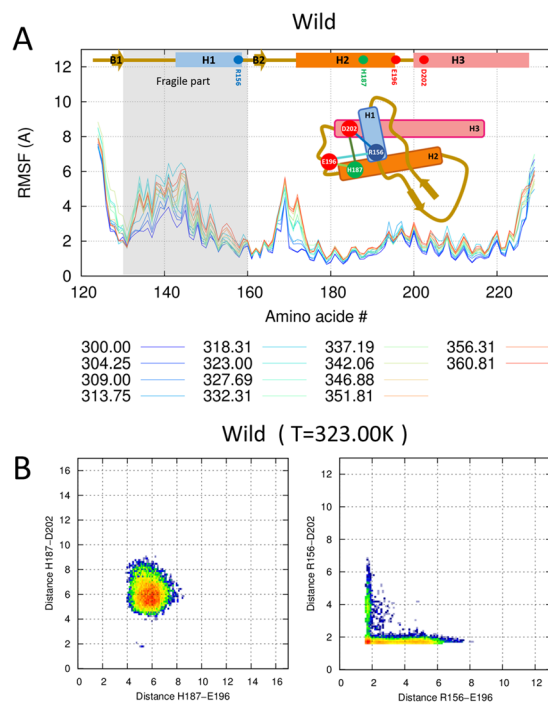 Wild
A
B1 H1 B2 H2 H3
R156 H187 E196 D202
Fragile part
RMSF (A)
12
10
8
6
4
2
0
H1
D202 H3
R156
E196 H187 H2
120 140 160 180 200 220
Amino acide #
300.00 318.31 337.19 356.31
304.25 323.00 342.06 360.81
309.00 327.69 346.88
313.75 332.31 351.81
Wild ( T=323.00K )
B
Distance H187-D202
16
14
12
10
8
6
4
2
0
0 2 4 6 8 10 12 14 16
Distance H187-E196
Distance R156-D202
16
14
12
10
8
6
4
2
0
0 2 4 6 8 10 12 14 16
Distance R156-E196